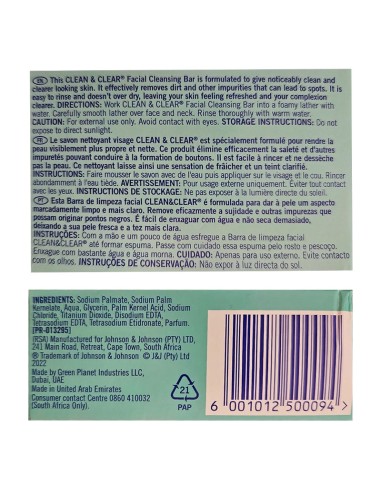 EN This CLEAN & CLEAR® Facial Cleansing Bar is formulated to give noticeably clean and
clearer looking skin. It effectively removes dirt and other impurities that can lead to spots. It is
easy to rinse and doesn't over dry, leaving your skin feeling refreshed and your complexion
clearer. DIRECTIONS: Work CLEAN & CLEAR® Facial Cleansing Bar into a foamy lather with
water. Carefully smooth lather over face and neck. Rinse thoroughly with warm water.
CAUTION: For external use only. Avoid contact with eyes. STORAGE INSTRUCTIONS: Do not
expose to direct sunlight.
FR Le savon nettoyant visage CLEAN & CLEAR® est spécialement formulé pour rendre la
peau visiblement plus propre et nette. Ce produit élimine efficacement la saleté et d'autres
impuretés pouvant conduire à la formation de boutons. Il est facile à rincer et ne dessèche
pas la peau. Ce nettoyant laisse ainsi une sensation de fraîcheur et un teint clarifié.
INSTRUCTIONS: Faire mousser le savon avec de l'eau puis appliquer sur le visage et le cou. Rincer
abondamment à l'eau tiède. AVERTISSEMENT: Pour usage externe uniquement. Éviter tout contact
avec les yeux. INSTRUCTIONS DE STOCKAGE: Ne pas exposer à la lumière directe du soleil.
PT Esta Barra de limpeza facial CLEAN&CLEAR® é formulada para dar à pele um aspecto
marcadamente limpo e mais claro. Remove eficazmente a sujidade e outras impurezas que
possam originar pontos negros. É fácil de enxaguar com água e não seca em demasiado,
deixando a sua pele fresca e a tez mais clara.
INSTRUÇÕES: Com a mão e um pouco de água esfregue a Barra de limpeza facial
CLEAN&CLEAR® até formar espuma. Passe com cuidado essa espuma pelo rosto e pescoço.
Enxague com bastante água e água morna. CUIDADO: Apenas para uso externo. Evite contacto
com os olhos. INSTRUÇÕES DE CONSERVAÇÃO: Não expor à luz directa do sol.
INGREDIENTS: Sodium Palmate, Sodium Palm
Kernelate, Aqua, Glycerin, Palm Kernel Acid, Sodium
Chloride, Titanium Dioxide, Disodium EDTA,
Tetrasodium EDTA, Tetrasodium Etidronate, Parfum.
[PR-013295]
(RSA) Manufactured for Johnson & Johnson (PTY) LTD,
241 Main Road, Retreat, Cape Town, South Africa
® Trademark of Johnson & Johnson © J&J (Pty) Ltd
2022
Made by Green Planet Industries LLC,
Dubai, UAE
Made in United Arab Emirates
Consumer contact Centre 0860 410032
(South Africa Only).
21
PAP
6 001012 500094 >